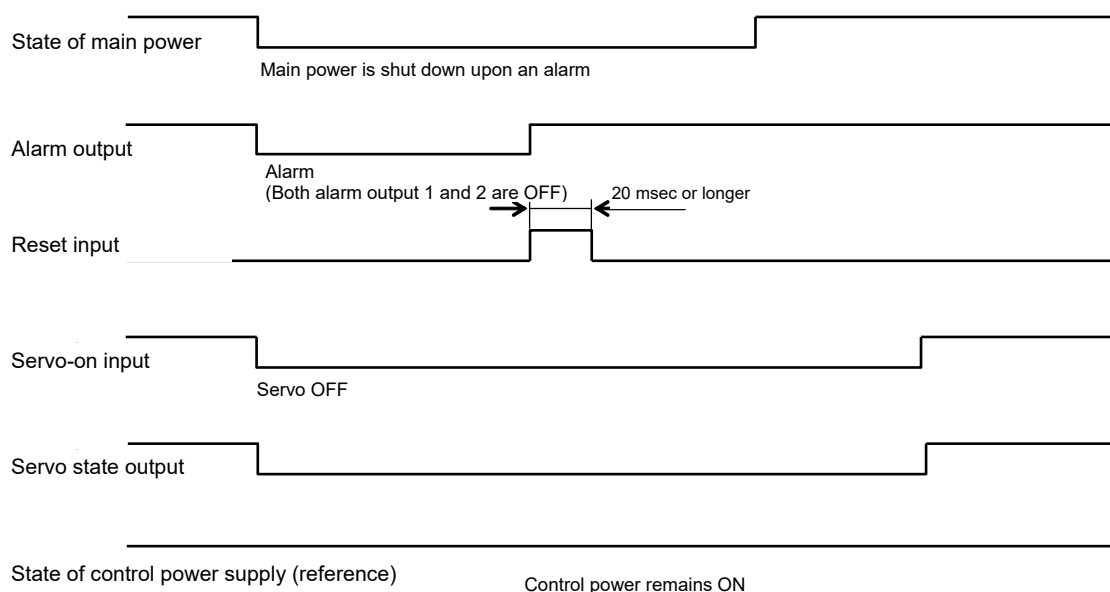 State of main power
Main power is shut down upon an alarm
Alarm output
Alarm
(Both alarm output 1 and 2 are OFF)
20 msec or longer
Reset input
Servo-on input
Servo OFF
Servo state output
State of control power supply (reference)
Control power remains ON